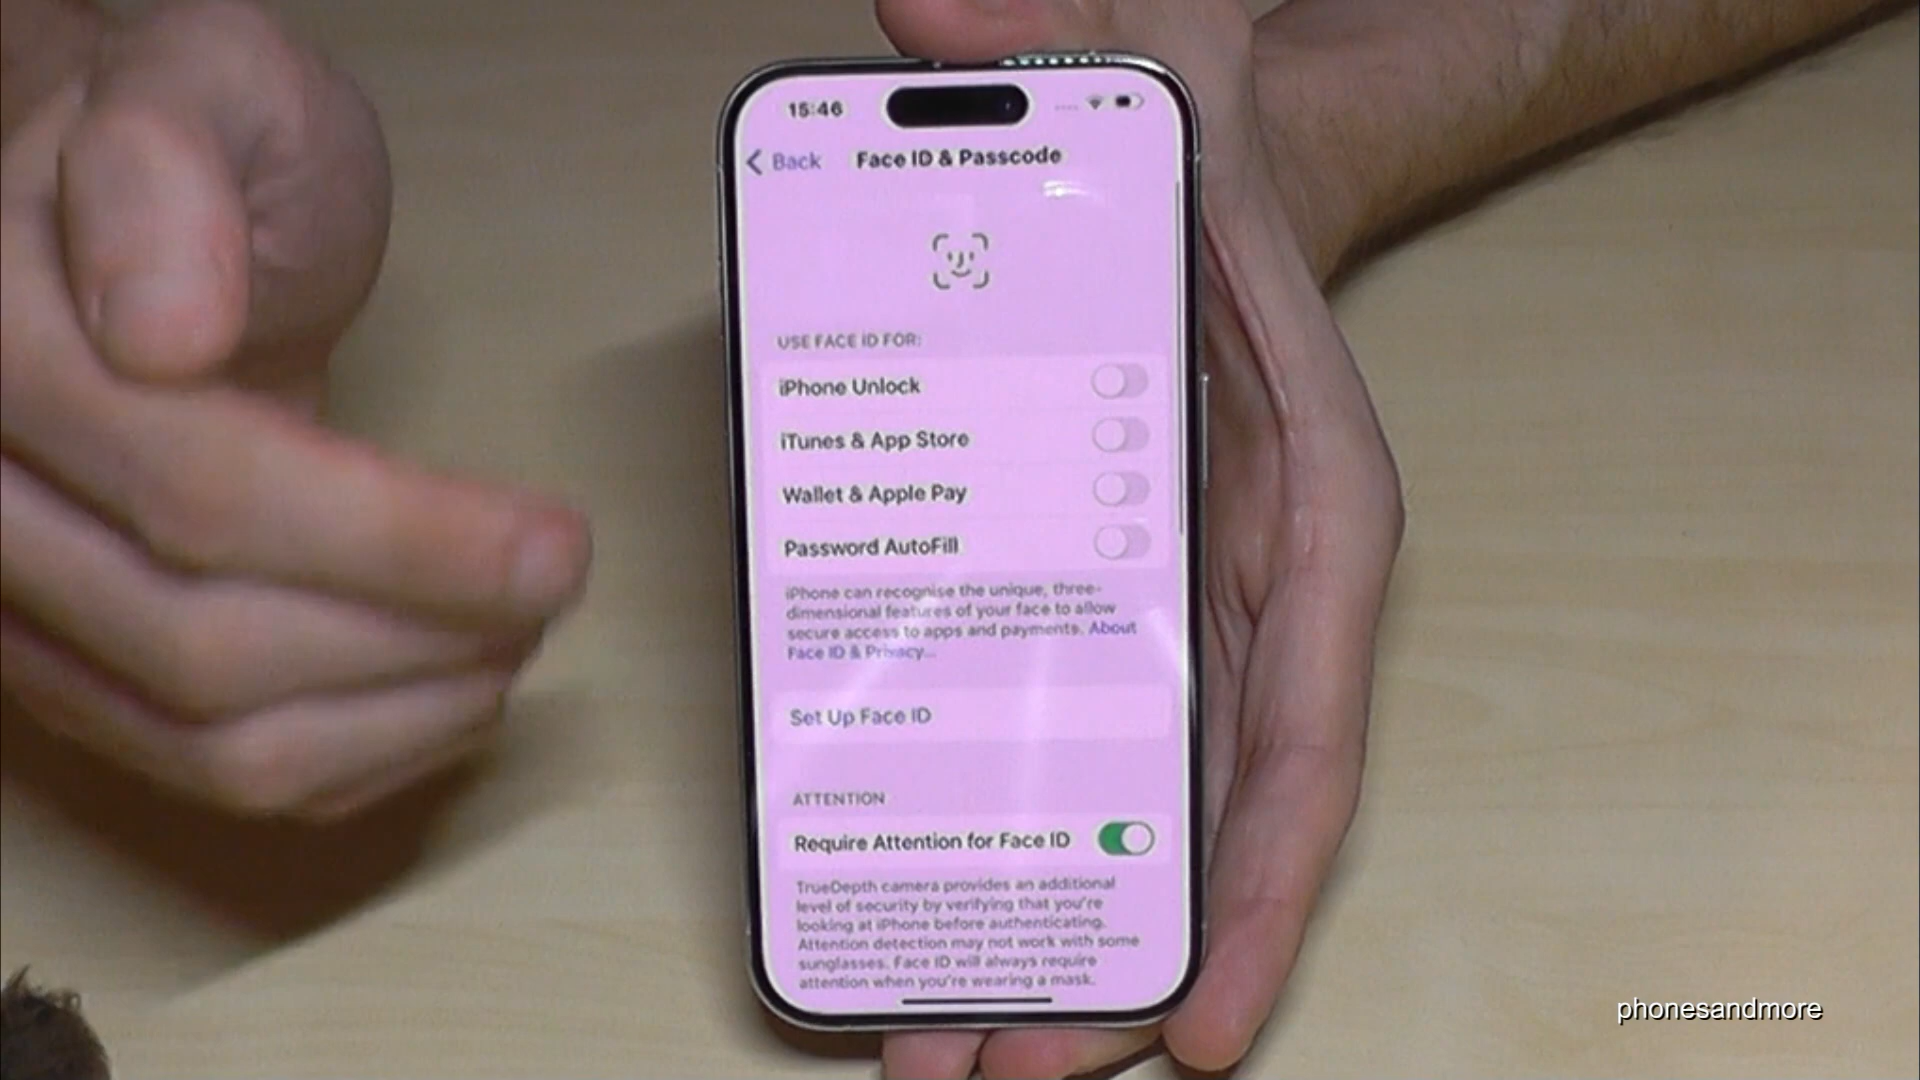 15:46
Back Face ID & Passcode
USE FACE ID FOR:
iPhone Unlock
iTunes & App Store
Wallet & Apple Pay
Password AutoFill
iPhone can recognise the unique, three-
dimensional features of your face to allow
secure access to apps and payments. About
Face ID & Privacy...
Set Up Face ID
ATTENTION
Require Attention for Face ID
TrueDepth camera provides an additional
level of security by verifying that you're
looking at iPhone before authenticating.
Attention detection may not work with some
sunglasses. Face ID will always require
attention when you're wearing a mask.
phonesandmore